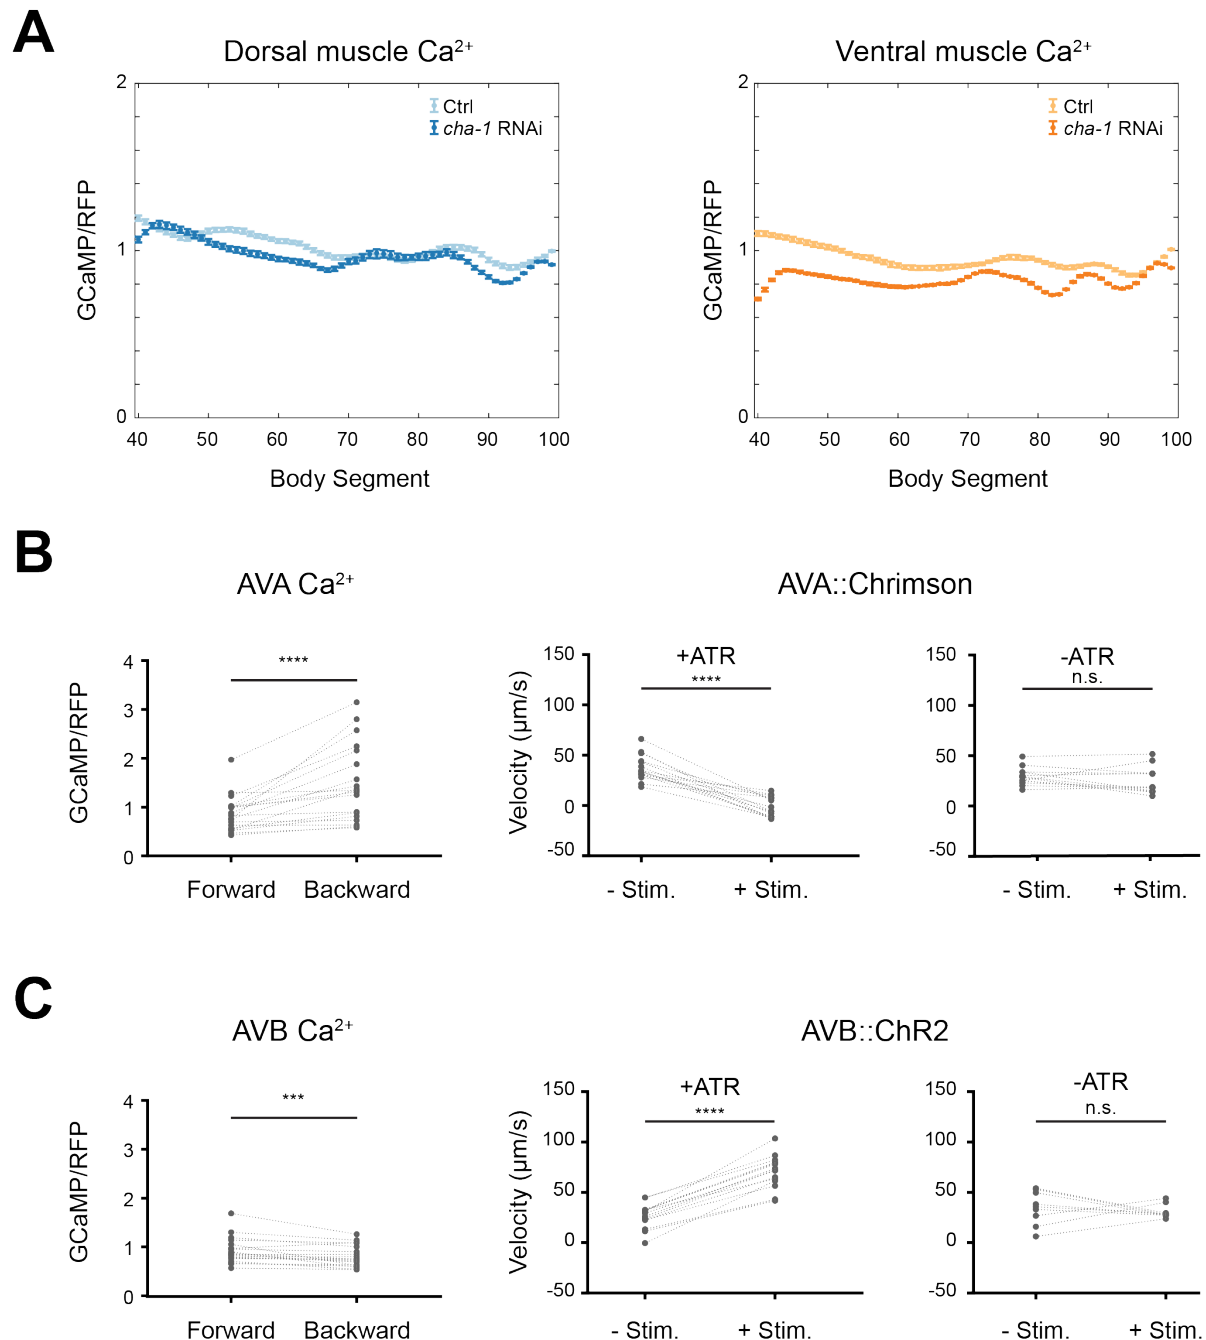 A
Dorsal muscle Ca²⁺
Ventral muscle Ca²⁺
2
1
0
GCaMP/RFP
Ctrl
cha-1 RNAi
40 50 60 70 80 90 100
Body Segment
2
1
0
GCaMP/RFP
Ctrl
cha-1 RNAi
40 50 60 70 80 90 100
Body Segment
B
AVA Ca²⁺
AVA::Chrimson
4
3
2
1
0
GCaMP/RFP
****
Forward Backward
150
100
50
0
-50
Velocity (µm/s)
+ATR
****
- Stim. + Stim.
150
100
50
0
-50
-ATR
n.s.
- Stim. + Stim.
C
AVB Ca²⁺
AVB::ChR2
4
3
2
1
0
GCaMP/RFP
***
Forward Backward
150
100
50
0
-50
Velocity (µm/s)
+ATR
****
- Stim. + Stim.
150
100
50
0
-50
-ATR
n.s.
- Stim. + Stim.